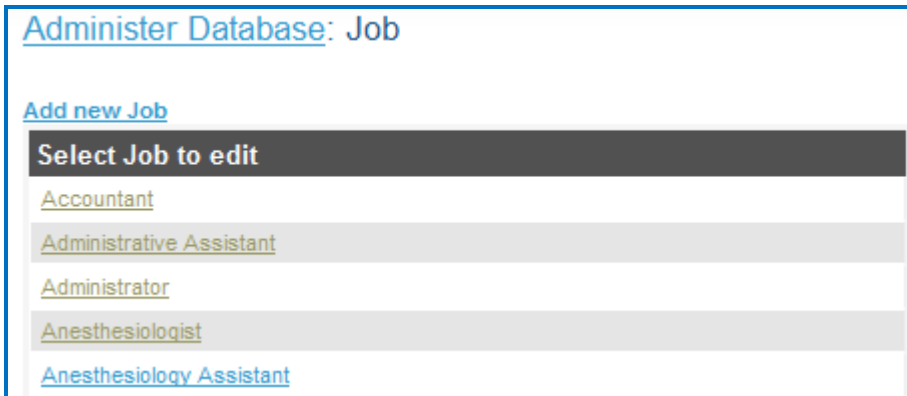 Administer Database: Job
Add new Job
Select Job to edit
Accountant
Administrative Assistant
Administrator
Anesthesiologist
Anesthesiology Assistant